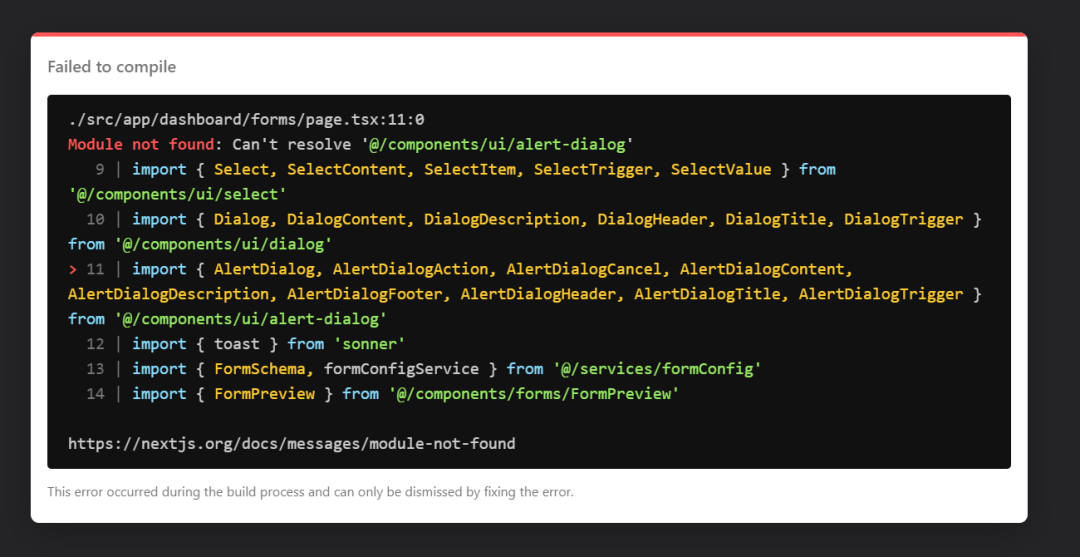 Failed to compile
./src/app/dashboard/forms/page.tsx:11:0
Module not found: Can't resolve '@/components/ui/alert-dialog'
9 | import { Select, SelectContent, SelectItem, SelectTrigger, SelectValue } from
'@/components/ui/select'
10 | import { Dialog, DialogContent, DialogDescription, DialogHeader, DialogTitle, DialogTrigger }
from '@/components/ui/dialog'
> 11 | import { AlertDialog, AlertDialogAction, AlertDialogCancel, AlertDialogContent,
AlertDialogDescription, AlertDialogFooter, AlertDialogHeader, AlertDialogTitle, AlertDialogTrigger }
from '@/components/ui/alert-dialog'
12 | import { toast } from 'sonner'
13 | import { FormSchema, formConfigService } from '@/services/formConfig'
14 | import { FormPreview } from '@/components/forms/FormPreview'
https://nextjs.org/docs/messages/module-not-found
This error occurred during the build process and can only be dismissed by fixing the error.